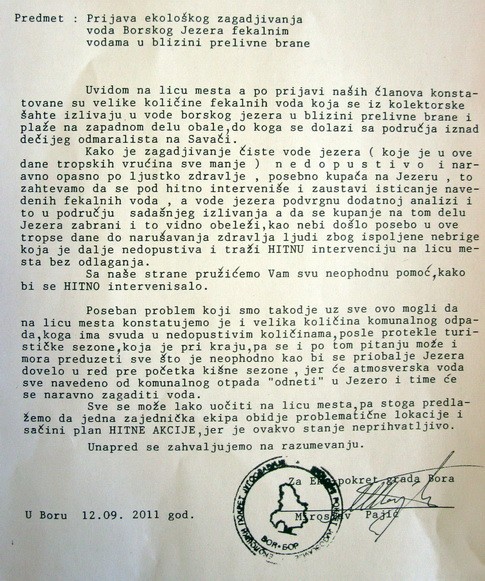 Predmet : Prijava ekološkog zagadjivanja
voda Borskog Jezera fekalnim
vodama u blizini prelivne brane
Uvidom na licu mesta a po prijavi naših članova konsta-
tovane su velike količine fekalnih voda koja se iz kolektorske
šahte izlivaju u vode borskog jezera u blizini prelivne brane i
plaže na zapadnom delu obale,do koga se dolazi sa područja iznad
dečijeg odmaralista na Savači.
Kako je zagadjivanje čiste vode jezera ( koje je u ove
dane tropskih vrućina sve manje ) n e d o p u s t i v o i nar-
avno opasno po ljustko zdravlje , posebno kupača na Jezeru , to
zahtevamo da se pod hitno interveniše i zaustavi isticanje nave-
denih fekalnih voda , a vode jezera podvrgnu dodatnoj analizi i
to u području sadašnjeg izlivanja a da se kupanje na tom delu
Jezera zabrani i to vidno obeleži,kao nebi došlo posebo u ove
tropse dane do narušavanja zdravlja ljudi zbog ispoljene nebrige
koja je dalje nedopustiva i traži HITNU intervenciju na licu me-
sta bez odlaganja.
Sa naše strane pružićemo Vam svu neophodnu pomoć,kako
bi se HITNO intervenisalo.
Poseban problem koji smo takodje uz sve ovo mogli da
na licu mesta konstatujemo je i velika količina komunalnog otpa-
da,koga ima svuda u nedopustivim količinama,posle protekle turi-
stičke sezone,koja je pri kraju,pa se i po tom pitanju može i
mora preduzeti sve što je neophodno kao bi se priobalje Jezera
dovelo u red pre početka kišne sezone ,jer će atmosverska voda
sve navedeno od komunalnog otpada "odneti" u Jezero i time će
se naravno zagaditi voda.
Sve se može lako uočiti na licu mesta,pa stoga predla-
žemo da jedna zajednička ekipa obidje problematične lokacije i
sačini plan HITNE AKCIJE,jer je ovakvo stanje neprihvatljivo.
Unapred se zahvaljujemo na razumevanju.
Za Ekopokret grada Bora
Miroslav Pajić
U Boru 12.09. 2011 god.
BOR-БОР